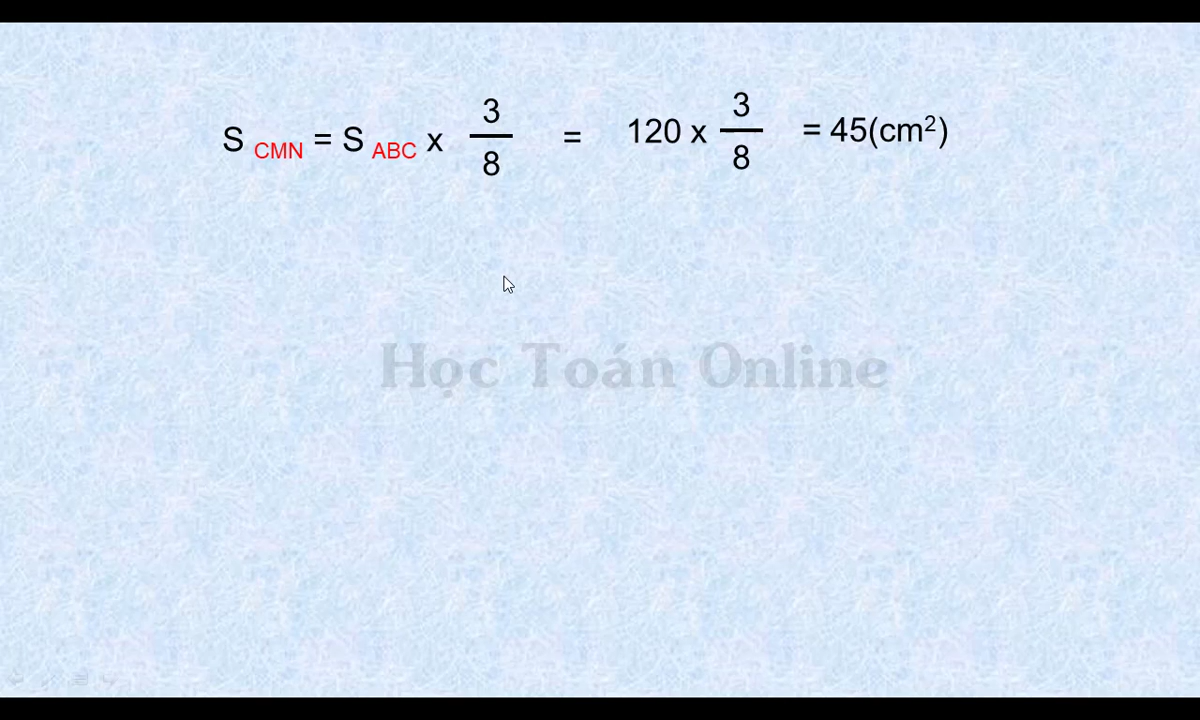 S CMN = S ABC x 3/8 = 120 x 3/8 = 45(cm²)
Học Toán Online